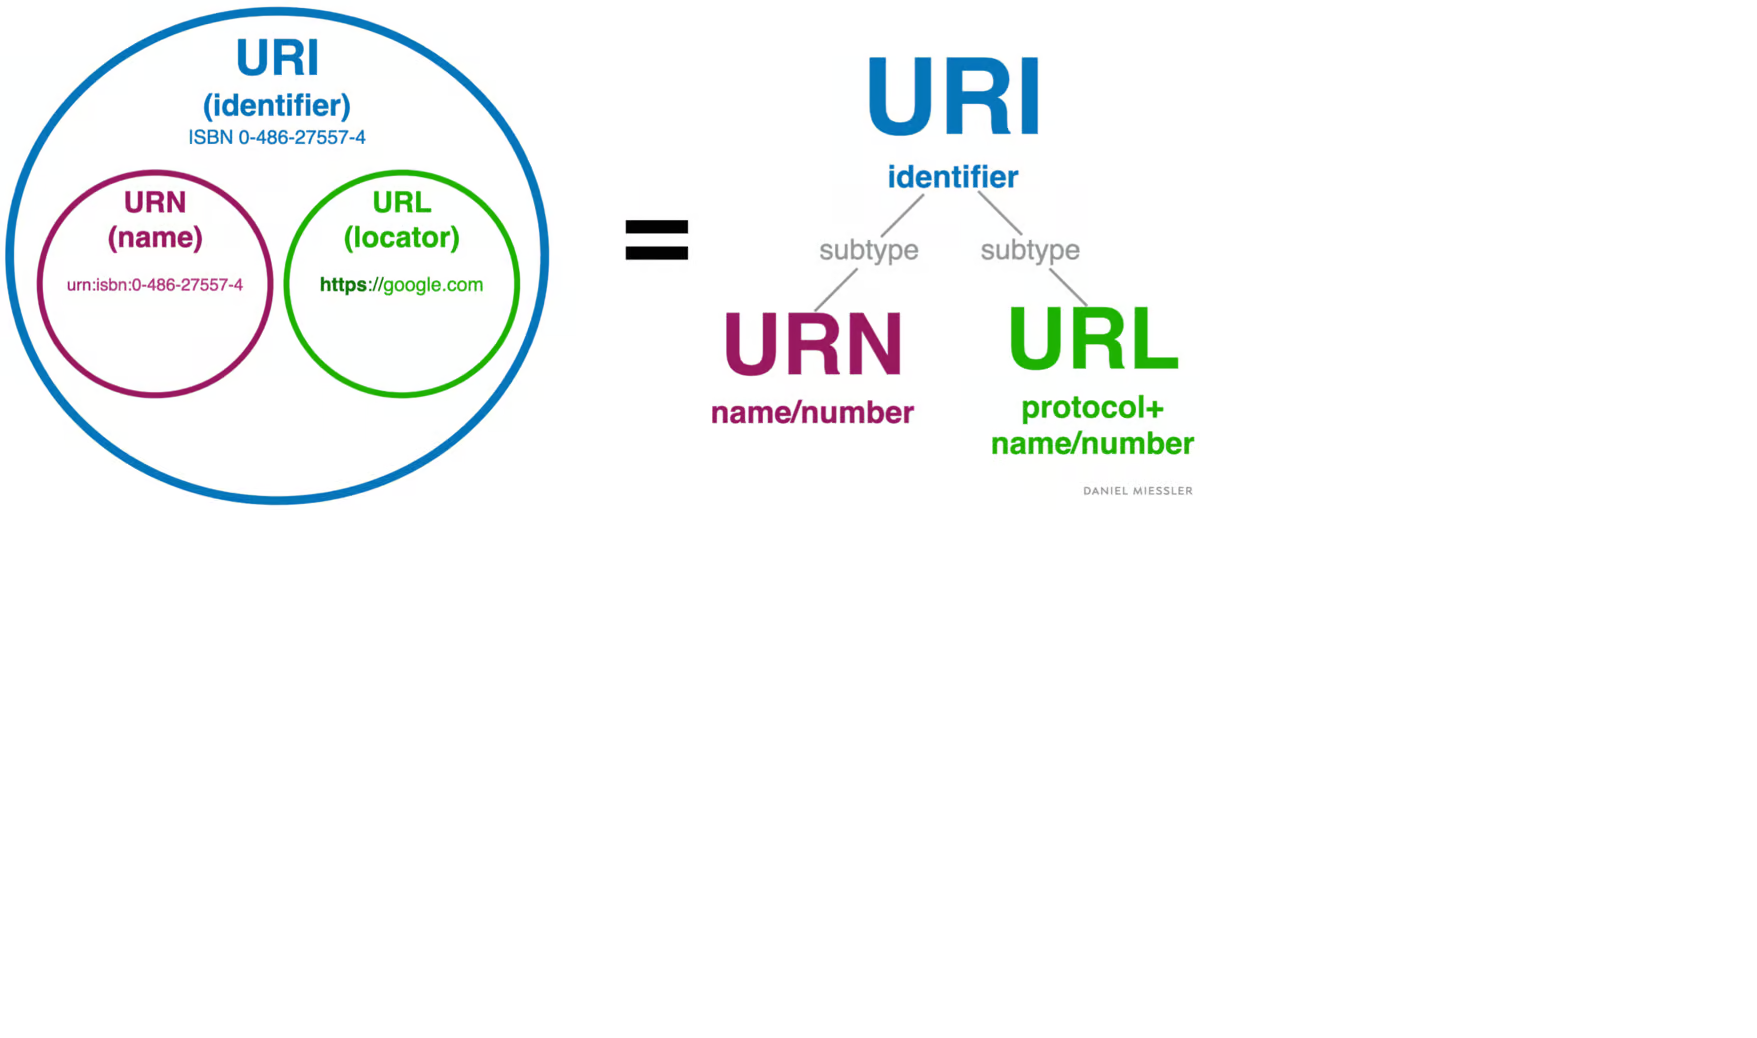 URI
(identifier)
ISBN 0-486-27557-4
URN
(name)
urn:isbn:0-486-27557-4
URL
(locator)
https://google.com
=
URI
identifier
subtype
subtype
URN
name/number
URL
protocol+
name/number
DANIEL MIESSLER